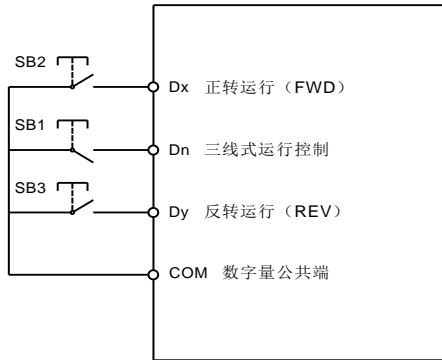 SB2
Dx 正转运行（FWD）
SB1
Dn 三线式运行控制
SB3
Dy 反转运行（REV）
COM 数字量公共端